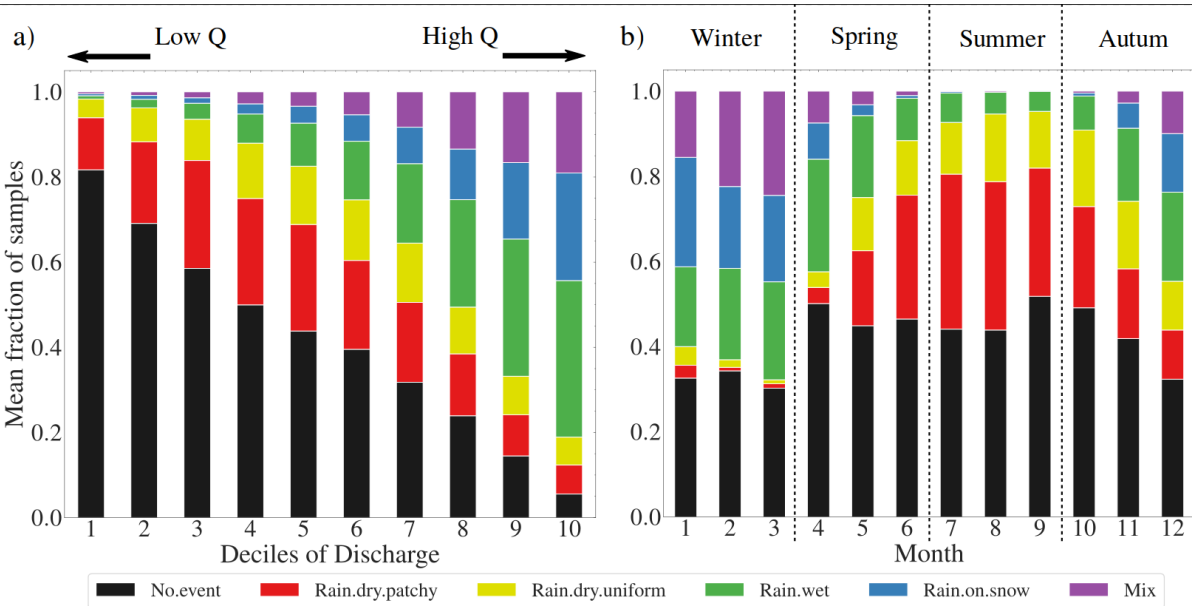 a) Low Q High Q
b) Winter Spring Summer Autum
Mean fraction of samples
1.0
0.8
0.6
0.4
0.2
0.0
1 2 3 4 5 6 7 8 9 10
Deciles of Discharge
1.0
0.8
0.6
0.4
0.2
0.0
1 2 3 4 5 6 7 8 9 10 11 12
Month
No.event Rain.dry.patchy Rain.dry.uniform Rain.wet Rain.on.snow Mix